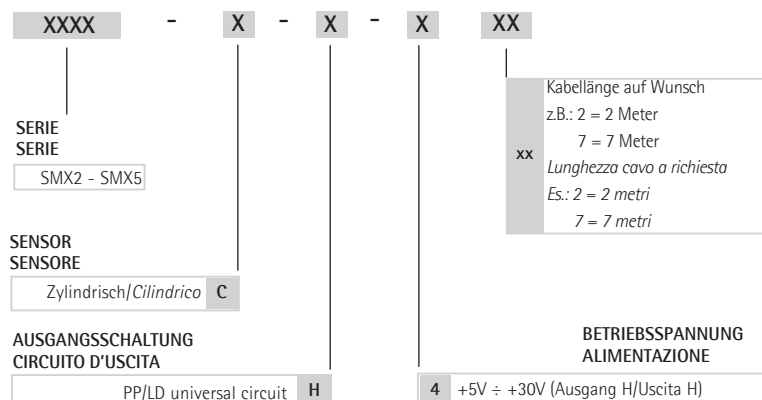 XXXX - X - X - X XX
Kabellänge auf Wunsch
z.B.: 2 = 2 Meter
7 = 7 Meter
xx
Lunghezza cavo a richiesta
Es.: 2 = 2 metri
7 = 7 metri
SERIE
SERIE
SMX2 - SMX5
SENSOR
SENSORE
Zylindrisch/Cilindrico C
AUSGANGSSCHALTUNG
CIRCUITO D'USCITA
PP/LD universal circuit H
BETRIEBSSPANNUNG
ALIMENTAZIONE
4 +5V ÷ +30V (Ausgang H/Uscita H)